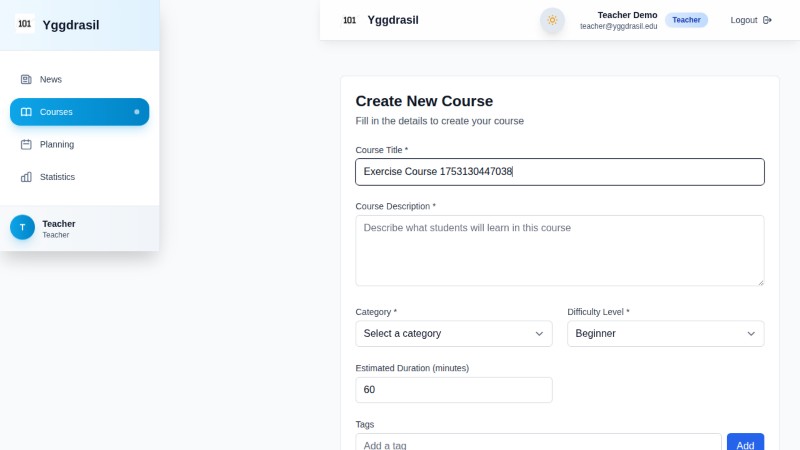 101 Yggdrasil
News
Courses
Planning
Statistics
T
Teacher
Teacher
101 Yggdrasil
Teacher Demo
teacher@yggdrasil.edu
Teacher
Logout
Create New Course
Fill in the details to create your course
Course Title *
Exercise Course 1753130447038
Course Description *
Describe what students will learn in this course
Category * Difficulty Level *
Select a category Beginner
Estimated Duration (minutes)
60
Tags
Add a tag Add